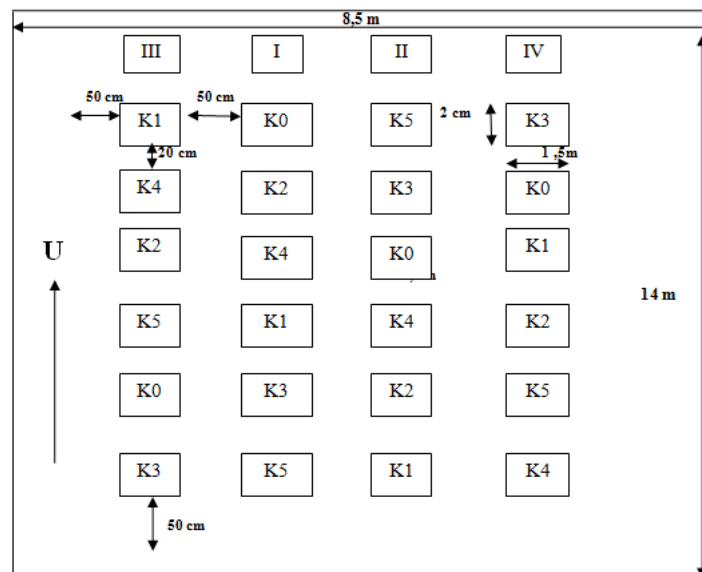 8,5 m
III I II IV
50 cm 50 cm
K1 K0 K5 2 cm K3
20 cm 1 ,5m
K4 K2 K3 K0
U
K2 K4 K0 K1
14 m
K5 K1 K4 K2
K0 K3 K2 K5
K3 K5 K1 K4
50 cm